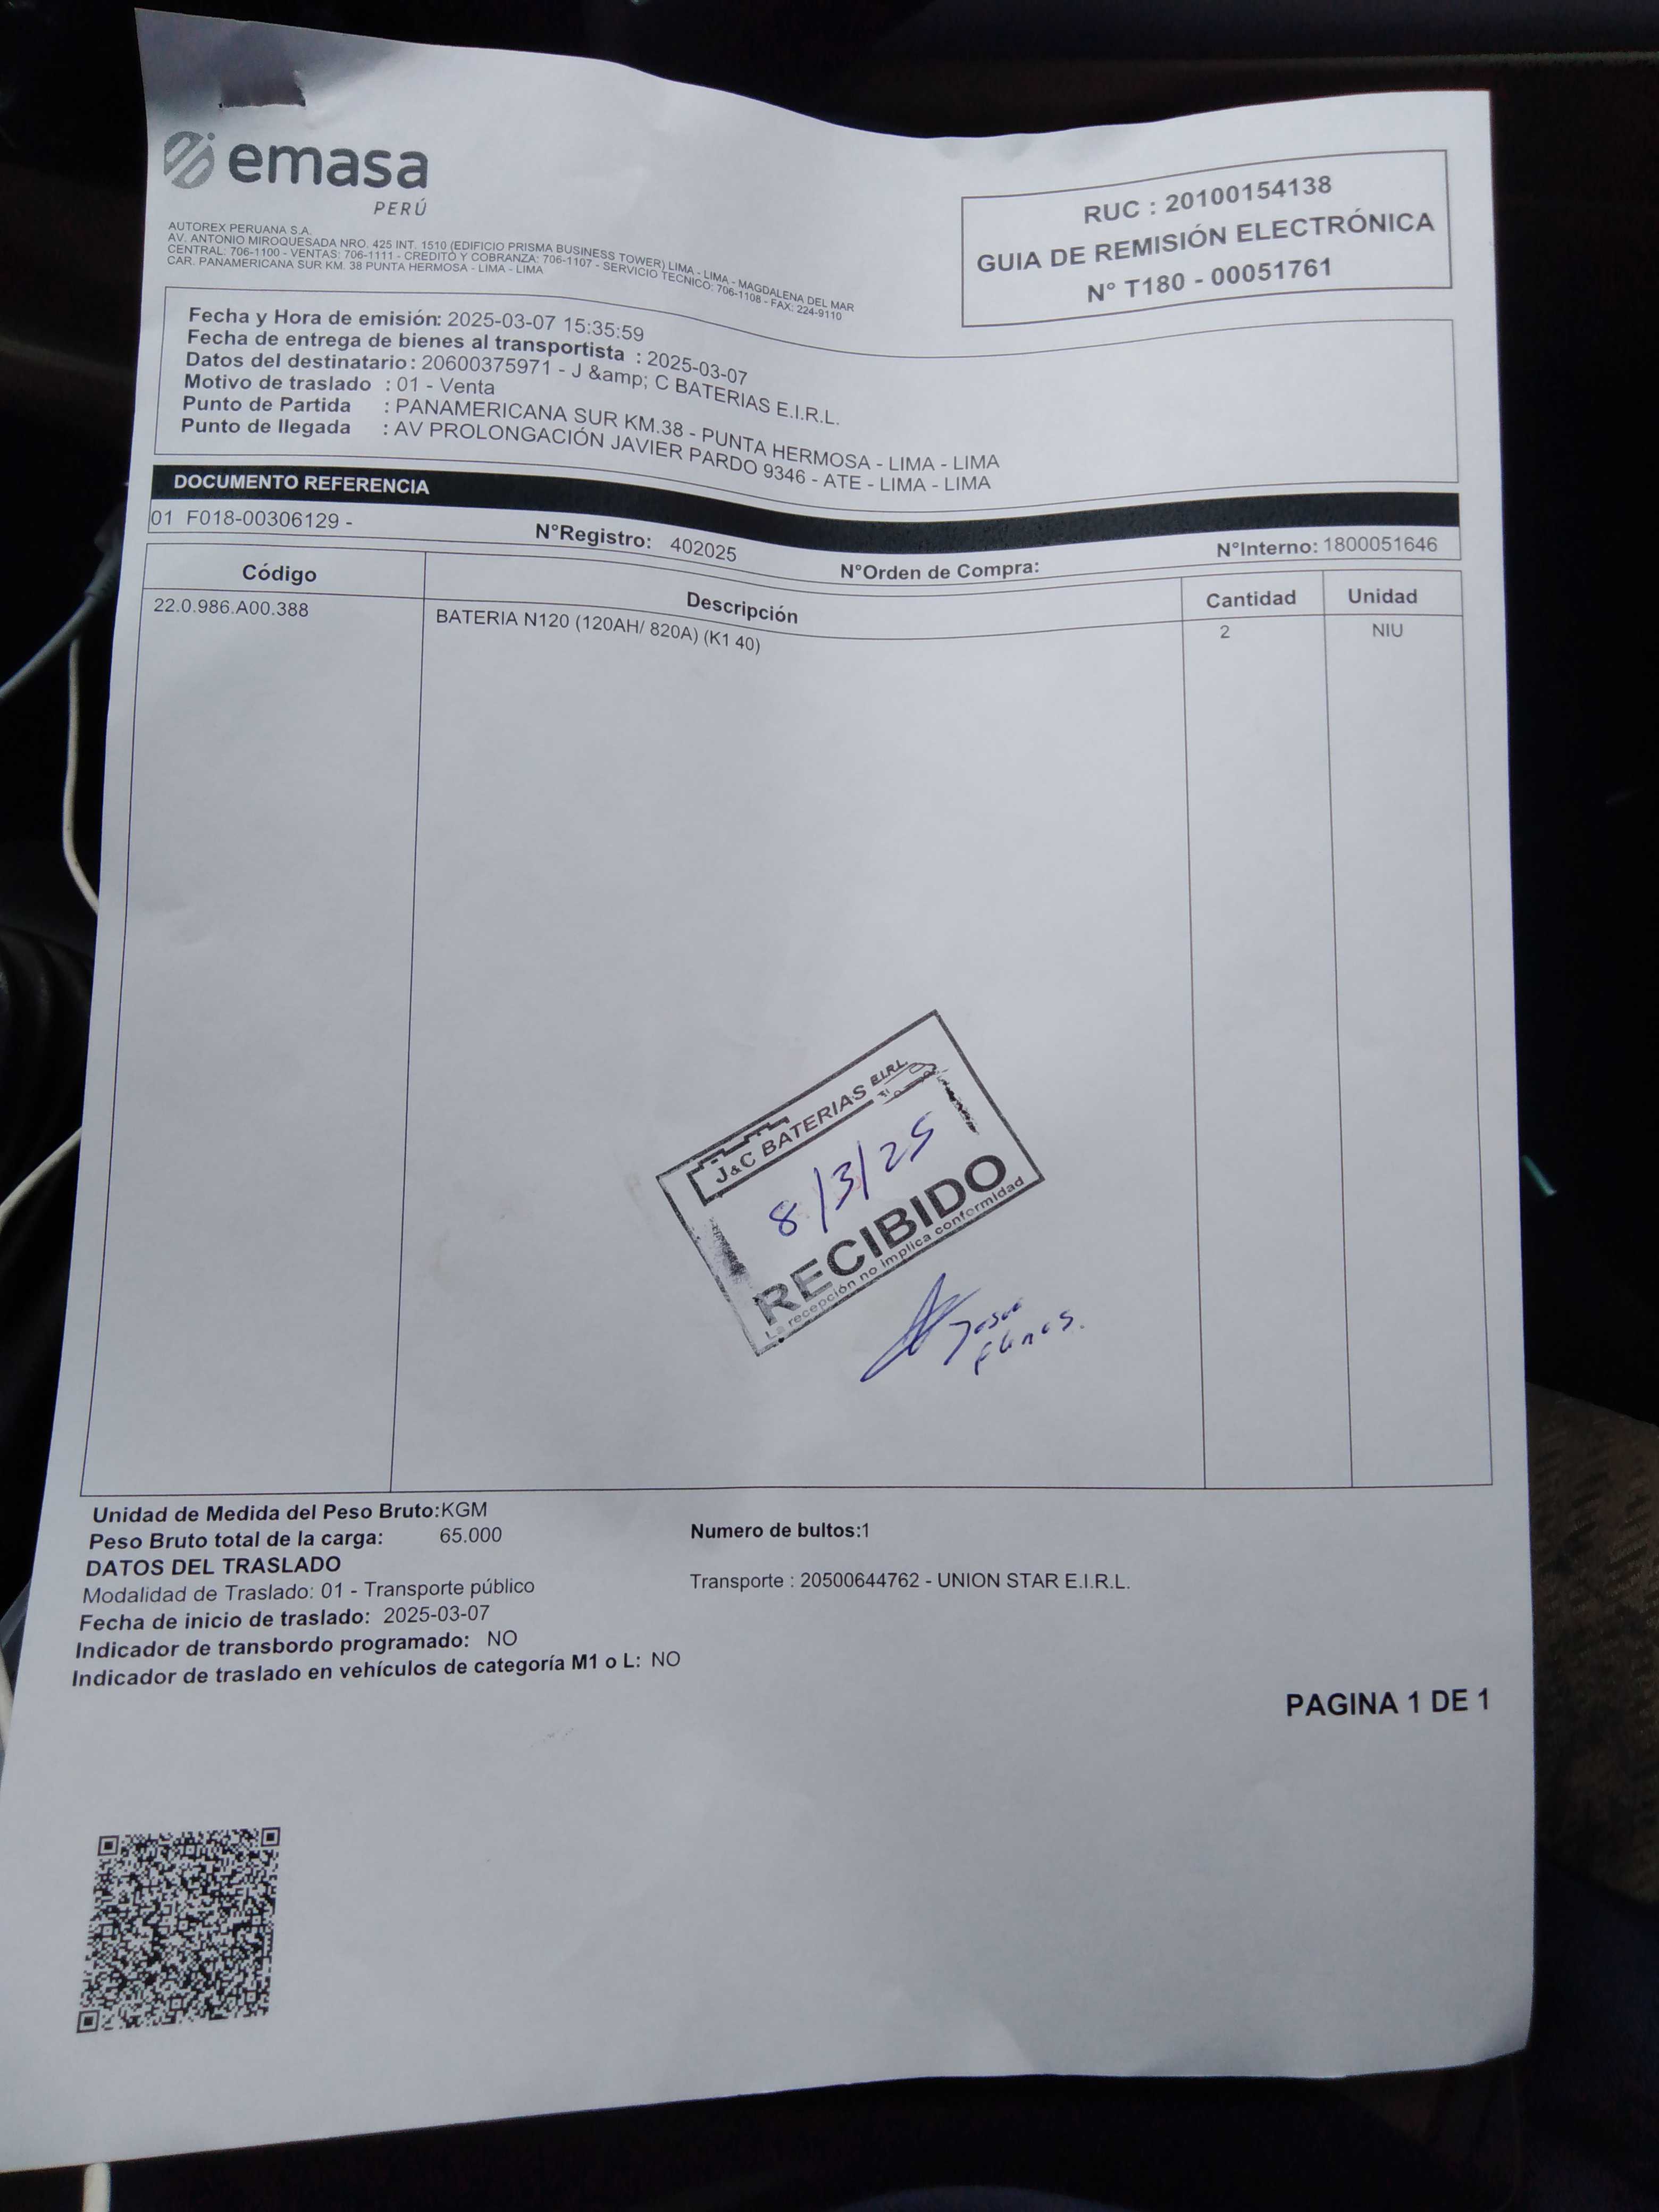 emasa
PERÚ
AUTOREX PERUANA S.A.
AV. ANTONIO MIROQUESADA NRO. 425 INT. 1510 (EDIFICIO PRISMA BUSINESS TOWER) LIMA - LIMA - MAGDALENA DEL MAR
CENTRAL: 706-1100 - VENTAS: 706-1111 - CREDITO Y COBRANZA: 706-1107 - SERVICIO TECNICO: 706-1108 - FAX: 224-9110
CAR. PANAMERICANA SUR KM. 38 PUNTA HERMOSA - LIMA - LIMA
RUC : 20100154138
GUIA DE REMISIÓN ELECTRÓNICA
N° T180 - 00051761
Fecha y Hora de emisión: 2025-03-07 15:35:59
Fecha de entrega de bienes al transportista : 2025-03-07
Datos del destinatario : 20600375971 - J &amp; C BATERIAS E.I.R.L.
Motivo de traslado : 01 - Venta
Punto de Partida : PANAMERICANA SUR KM.38 - PUNTA HERMOSA - LIMA - LIMA
Punto de llegada : AV PROLONGACIÓN JAVIER PARDO 9346 - ATE - LIMA - LIMA
DOCUMENTO REFERENCIA
01 F018-00306129 - N°Registro: 402025 N°Orden de Compra: N°Interno: 1800051646
Código Descripción Cantidad Unidad
22.0.986.A00.388 BATERIA N120 (120AH/ 820A) (K1 40) 2 NIU
J&C BATERIAS E.I.R.L.
8/3/25
RECIBIDO
La recepción no implica conformidad
Unidad de Medida del Peso Bruto:KGM
Peso Bruto total de la carga: 65.000 Numero de bultos:1
DATOS DEL TRASLADO
Modalidad de Traslado: 01 - Transporte público Transporte : 20500644762 - UNION STAR E.I.R.L.
Fecha de inicio de traslado: 2025-03-07
Indicador de transbordo programado: NO
Indicador de traslado en vehículos de categoría M1 o L: NO
PAGINA 1 DE 1